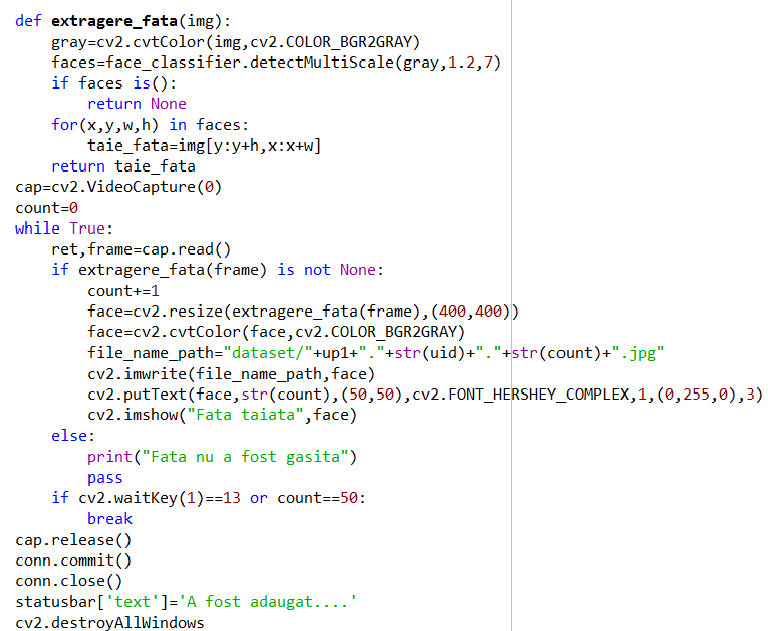 def extragere_fata(img):
    gray=cv2.cvtColor(img,cv2.COLOR_BGR2GRAY)
    faces=face_classifier.detectMultiScale(gray,1.2,7)
    if faces is():
        return None
    for(x,y,w,h) in faces:
        taie_fata=img[y:y+h,x:x+w]
    return taie_fata
cap=cv2.VideoCapture(0)
count=0
while True:
    ret,frame=cap.read()
    if extragere_fata(frame) is not None:
        count+=1
        face=cv2.resize(extragere_fata(frame),(400,400))
        face=cv2.cvtColor(face,cv2.COLOR_BGR2GRAY)
        file_name_path="dataset/"+up1+"."+str(uid)+"."+str(count)+".jpg"
        cv2.imwrite(file_name_path,face)
        cv2.putText(face,str(count),(50,50),cv2.FONT_HERSHEY_COMPLEX,1,(0,255,0),3)
        cv2.imshow("Fata taiata",face)
    else:
        print("Fata nu a fost gasita")
        pass
    if cv2.waitKey(1)==13 or count==50:
        break
cap.release()
conn.commit()
conn.close()
statusbar['text']='A fost adaugat....'
cv2.destroyAllWindows